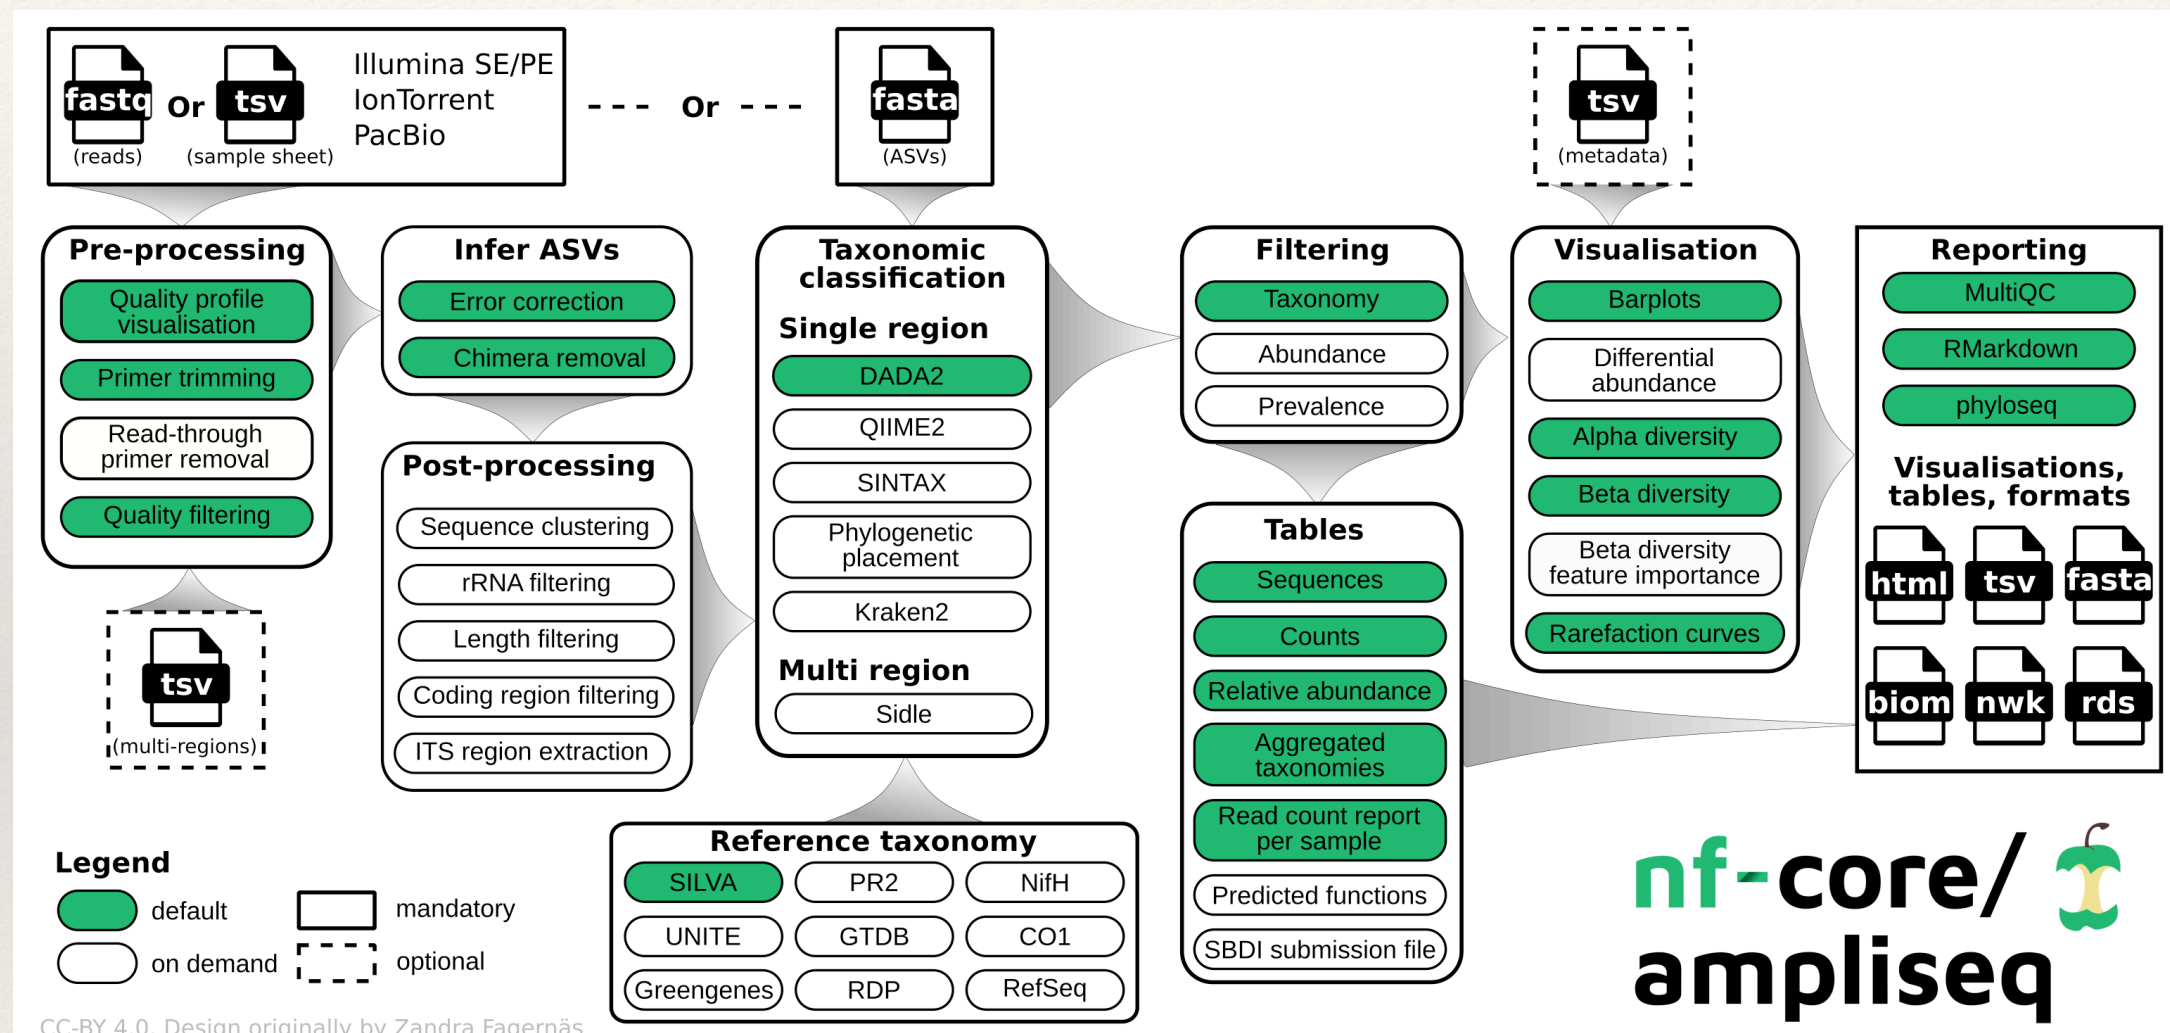 fastq
Or
tsv
(reads)
(sample sheet)
Illumina SE/PE
IonTorrent
PacBio
Or
fasta
(ASVs)
tsv
(metadata)
Pre-processing
Quality profile
visualisation
Primer trimming
Read-through
primer removal
Quality filtering
tsv
(multi-regions)
Infer ASVs
Error correction
Chimera removal
Post-processing
Sequence clustering
rRNA filtering
Length filtering
Coding region filtering
ITS region extraction
Taxonomic
classification
Single region
DADA2
QIIME2
SINTAX
Phylogenetic
placement
Kraken2
Multi region
Sidle
Reference taxonomy
SILVA
PR2
NifH
UNITE
GTDB
CO1
Greengenes
RDP
RefSeq
Filtering
Taxonomy
Abundance
Prevalence
Tables
Sequences
Counts
Relative abundance
Aggregated
taxonomies
Read count report
per sample
Predicted functions
SBDI submission file
Visualisation
Barplots
Differential
abundance
Alpha diversity
Beta diversity
Beta diversity
feature importance
Rarefaction curves
Reporting
MultiQC
RMarkdown
phyloseq
Visualisations,
tables, formats
html
tsv
fasta
biom
nwk
rds
Legend
default
mandatory
on demand
optional
CC-BY 4.0. Design originally by Zandra Fagernäs
nf-core/
ampliseq